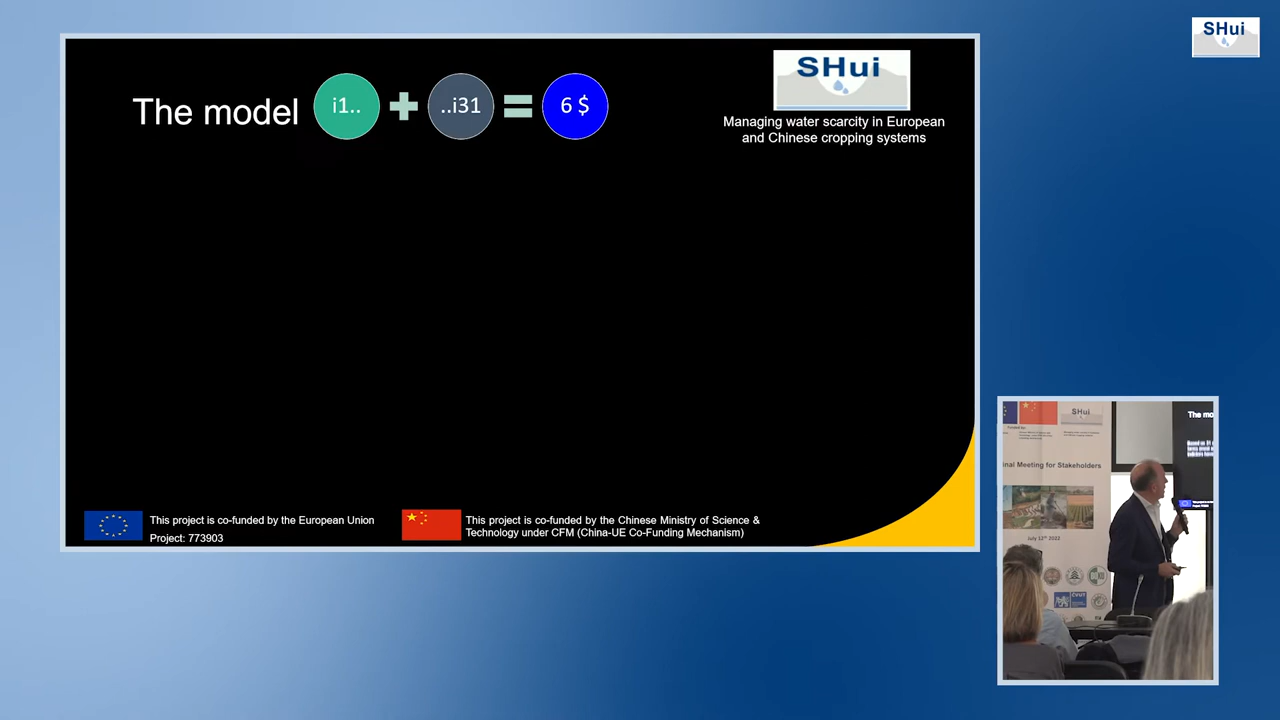 SHui
The model i1.. + ..i31 = 6 $
SHui
Managing water scarcity in European
and Chinese cropping systems
This project is co-funded by the European Union
Project: 773903
This project is co-funded by the Chinese Ministry of Science &
Technology under CFM (China-UE Co-Funding Mechanism)
SHui
The mo
inal Meeting for Stakeholders
July 12th 2022
CVUT